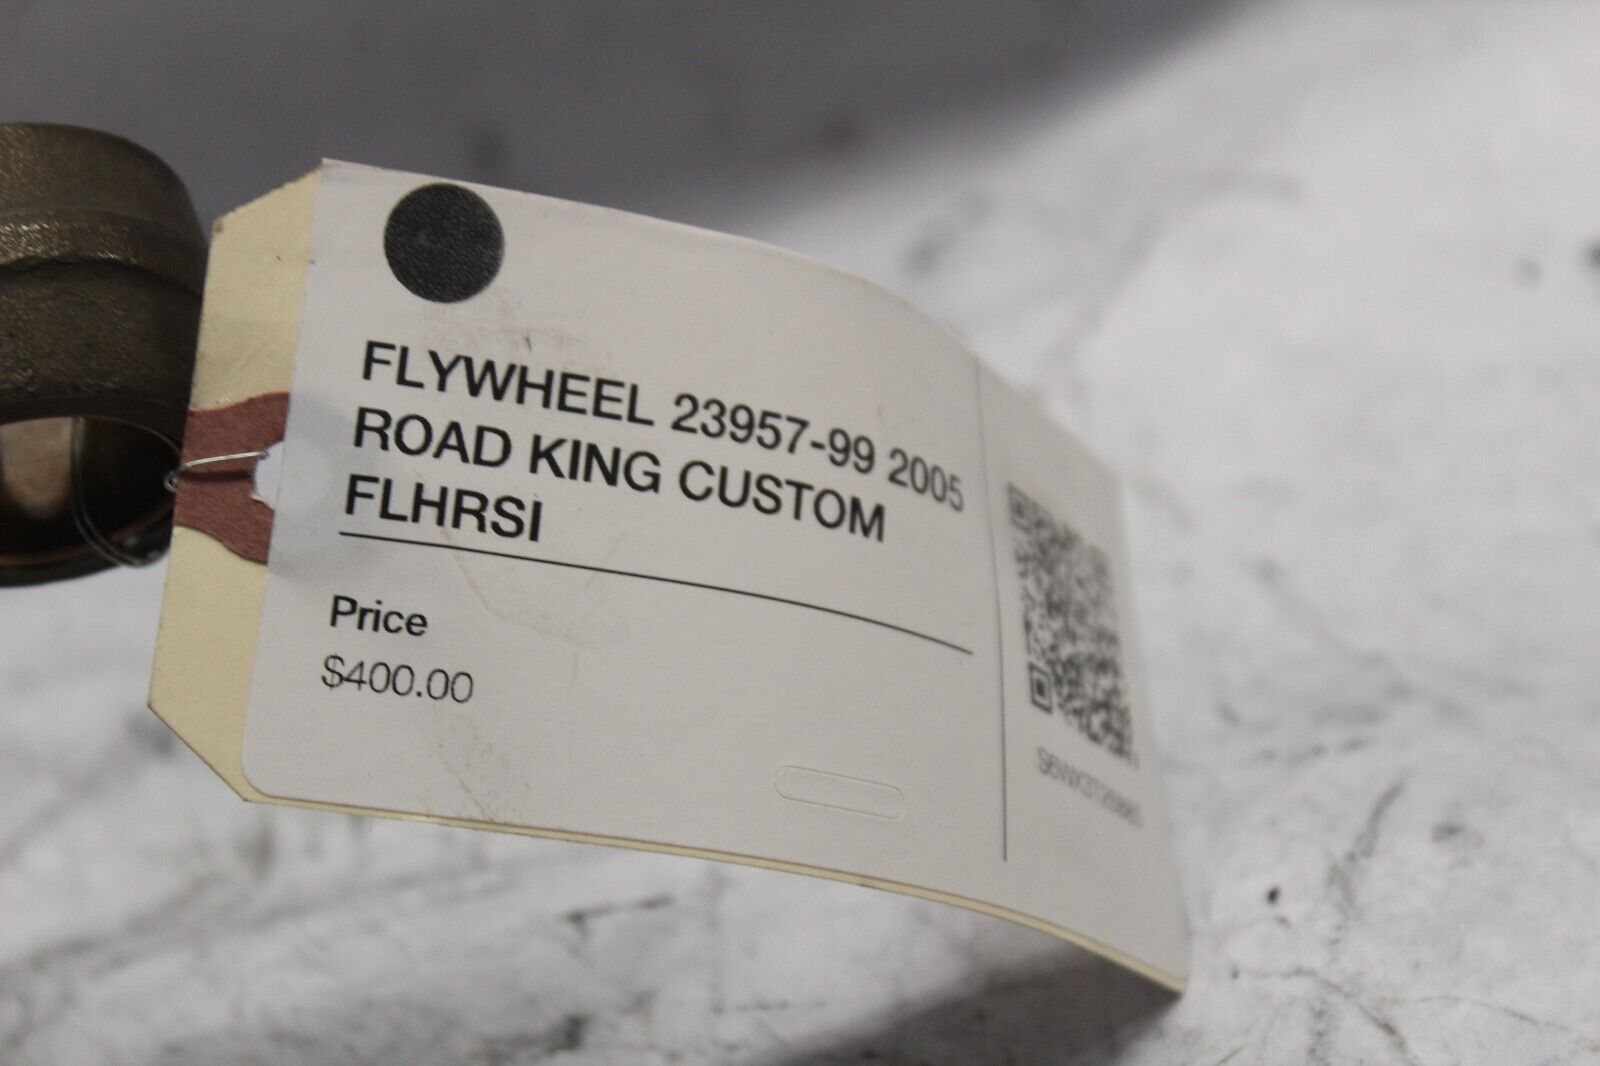 FLYWHEEL 23957-99 2005
ROAD KING CUSTOM
FLHRSI
Price
$400.00